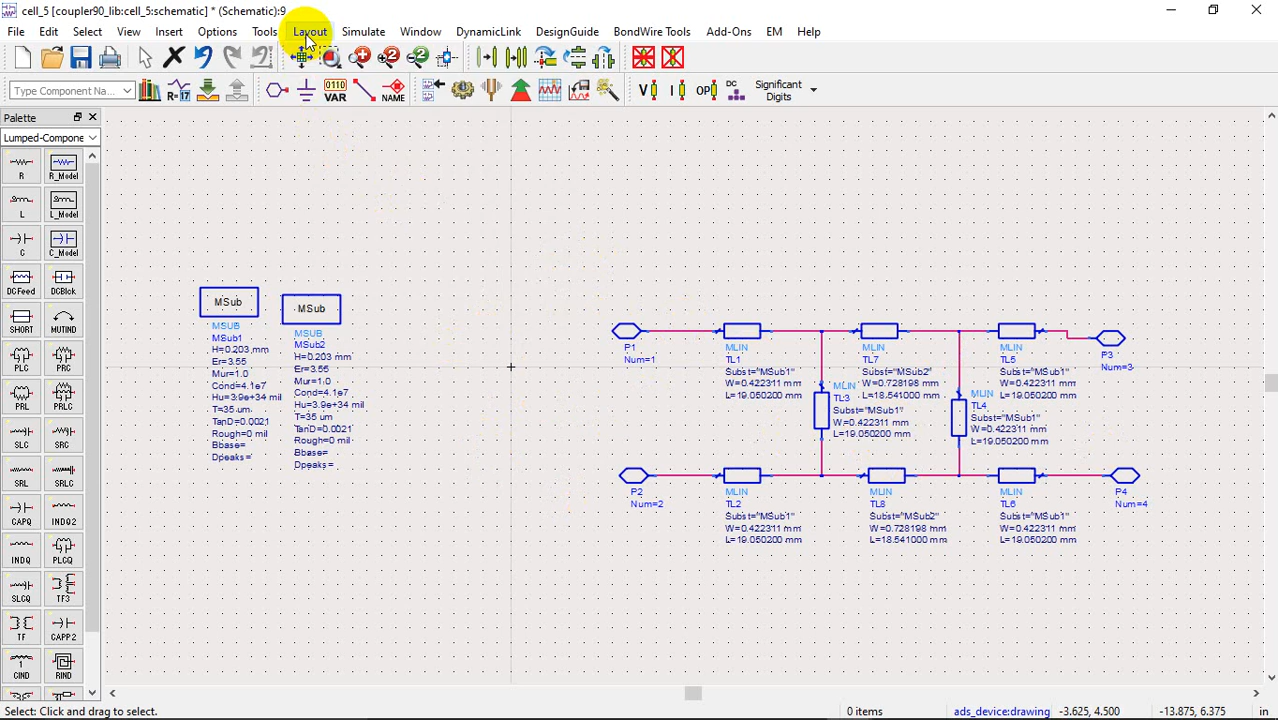 cell_5 [coupler90_lib:cell_5:schematic] * (Schematic):9
File Edit Select View Insert Options Tools Layout Simulate Window DynamicLink DesignGuide BondWire Tools Add-Ons EM Help
Type Component Na...
0110
VAR
NAME
R-17
V
I
OP
DC
Significant
Digits
Palette
Lumped-Compone
R R_Model
L L_Model
C C_Model
DCFeed DCBlck
SHORT MUTIND
PLC PRC
PRL PRLC
SLC SRC
SRL SRLC
CAPQ INDQ2
INDQ PLCQ
SLCQ TF3
TF CAPP2
CIND RIND
MSub
MSUB
MSub1
H=0.203 mm
Er=3.55
Mur=1.0
Cond=4.1e7
Hu=3.9e+34 mil
T=35 um
TanD=0.0021
Rough=0 mil
Bbase=
Dpeaks=
MSub
MSUB
MSub2
H=0.203 mm
Er=3.55
Mur=1.0
Cond=4.1e7
Hu=3.9e+34 mil
T=35 um
TanD=0.0021
Rough=0 mil
Bbase=
Dpeaks=
P1
Num=1
MLIN
TL1
Subst="MSub1"
W=0.422311 mm
L=19.050200 mm
MLIN
TL7
Subst="MSub2"
W=0.728198 mm
L=18.541000 mm
MLIN
TL5
Subst="MSub1"
W=0.422311 mm
L=19.050200 mm
P3
Num=3
MLIN
TL3
Subst="MSub1"
W=0.422311 mm
L=19.050200 mm
MLIN
TL4
Subst="MSub1"
W=0.422311 mm
L=19.050200 mm
P2
Num=2
MLIN
TL2
Subst="MSub1"
W=0.422311 mm
L=19.050200 mm
MLIN
TL8
Subst="MSub2"
W=0.728198 mm
L=18.541000 mm
MLIN
TL6
Subst="MSub1"
W=0.422311 mm
L=19.050200 mm
P4
Num=4
Select: Click and drag to select.
0 items
ads_device:drawing
-3.625, 4.500
-13.875, 6.375
in